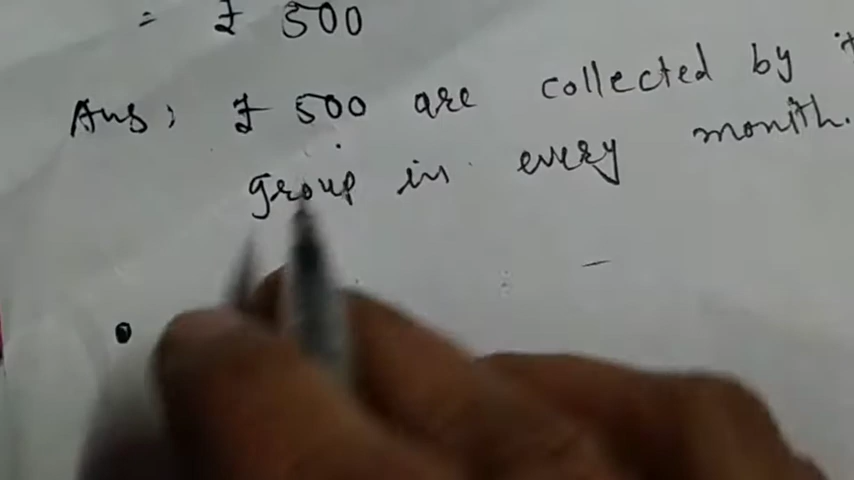 = ₹ 500
Ans: ₹ 500 are collected by
group in every month.